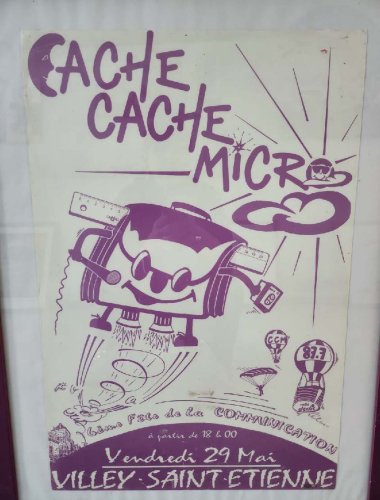 CACHE
CACHE
MICRO
6ème Fête de la COMMUNICATION
à partir de 18 h 00
Vendredi 29 Mai
VILLEY-SAINT-ETIENNE